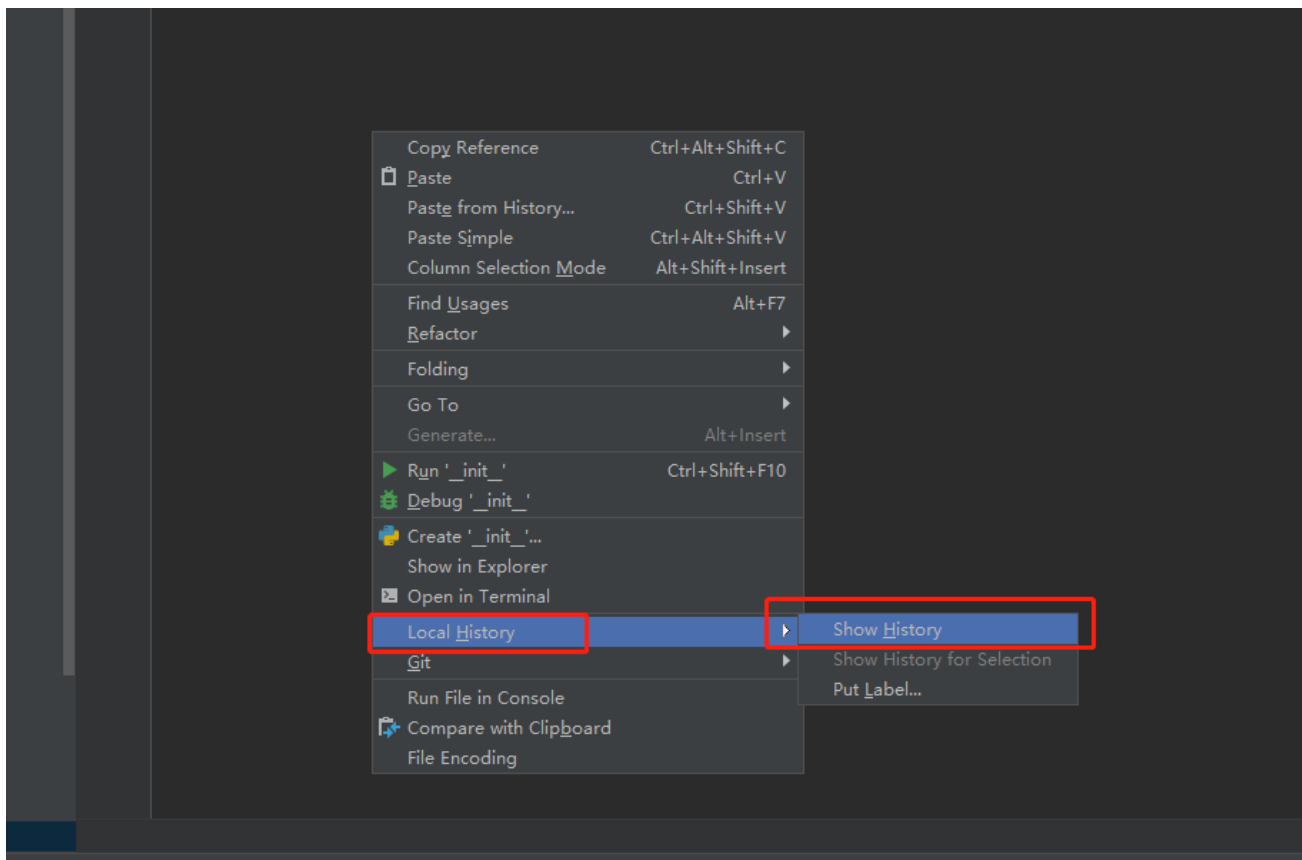 Copy Reference Ctrl+Alt+Shift+C
Paste Ctrl+V
Paste from History... Ctrl+Shift+V
Paste Simple Ctrl+Alt+Shift+V
Column Selection Mode Alt+Shift+Insert
Find Usages Alt+F7
Refactor
Folding
Go To
Generate... Alt+Insert
Run '__init__' Ctrl+Shift+F10
Debug '__init__'
Create '__init__'...
Show in Explorer
Open in Terminal
Local History
Show History
Git
Show History for Selection
Put Label...
Run File in Console
Compare with Clipboard
File Encoding